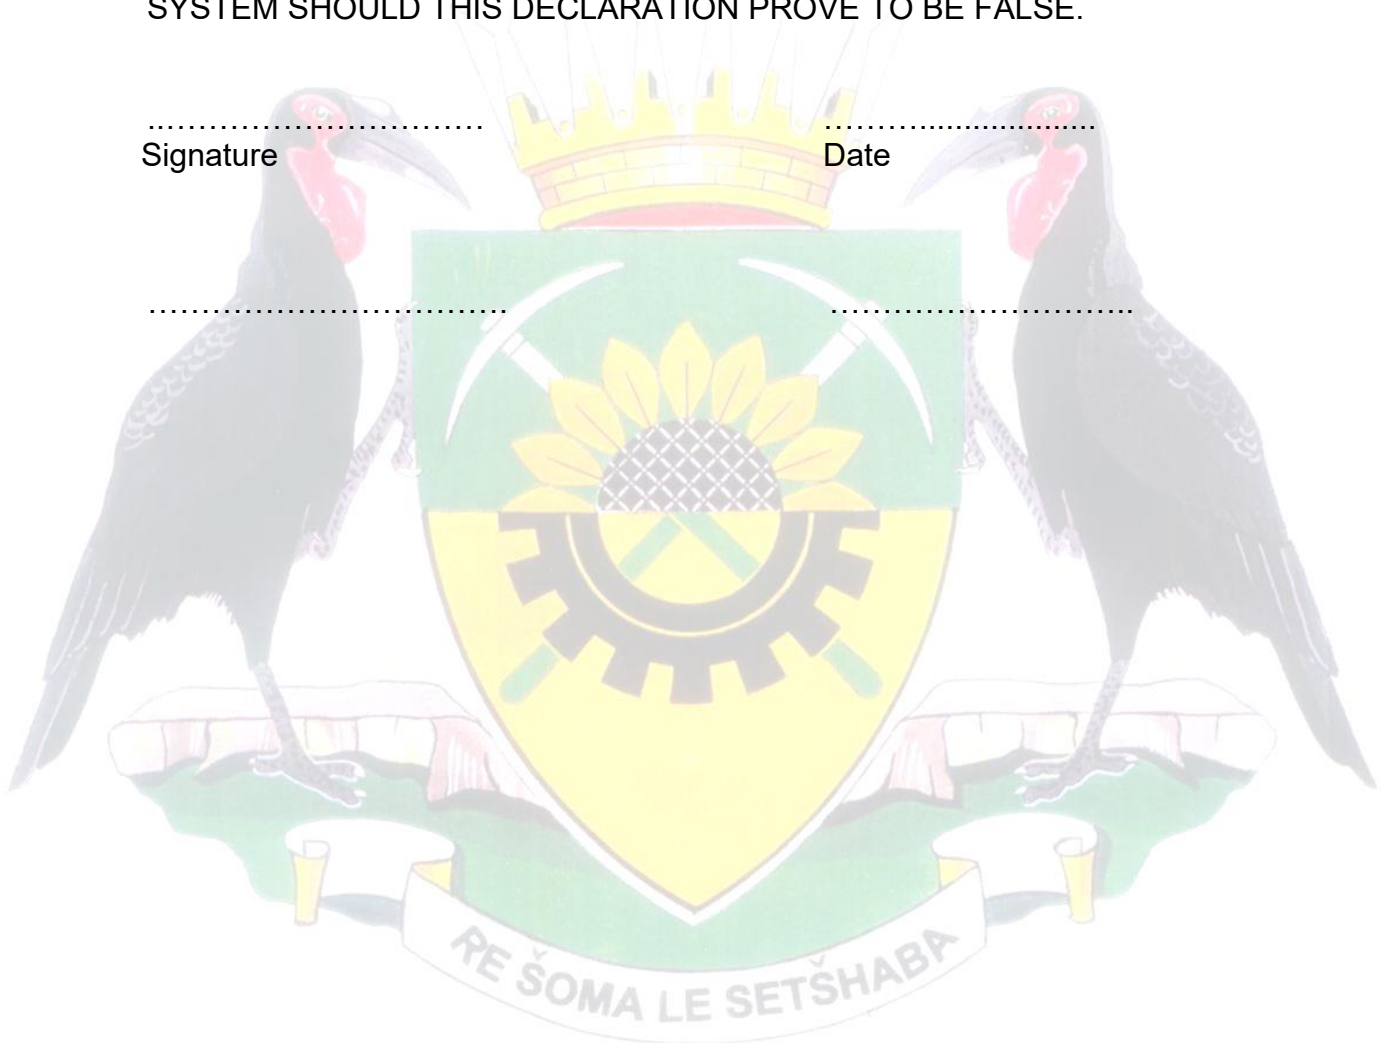 SYSTEM SHOULD THIS DECLARATION PROVE TO BE FALSE.
..………………………… ………..................
Signature Date
……………………………. ………………………..
RE ŠOMA LE SETŠHABA